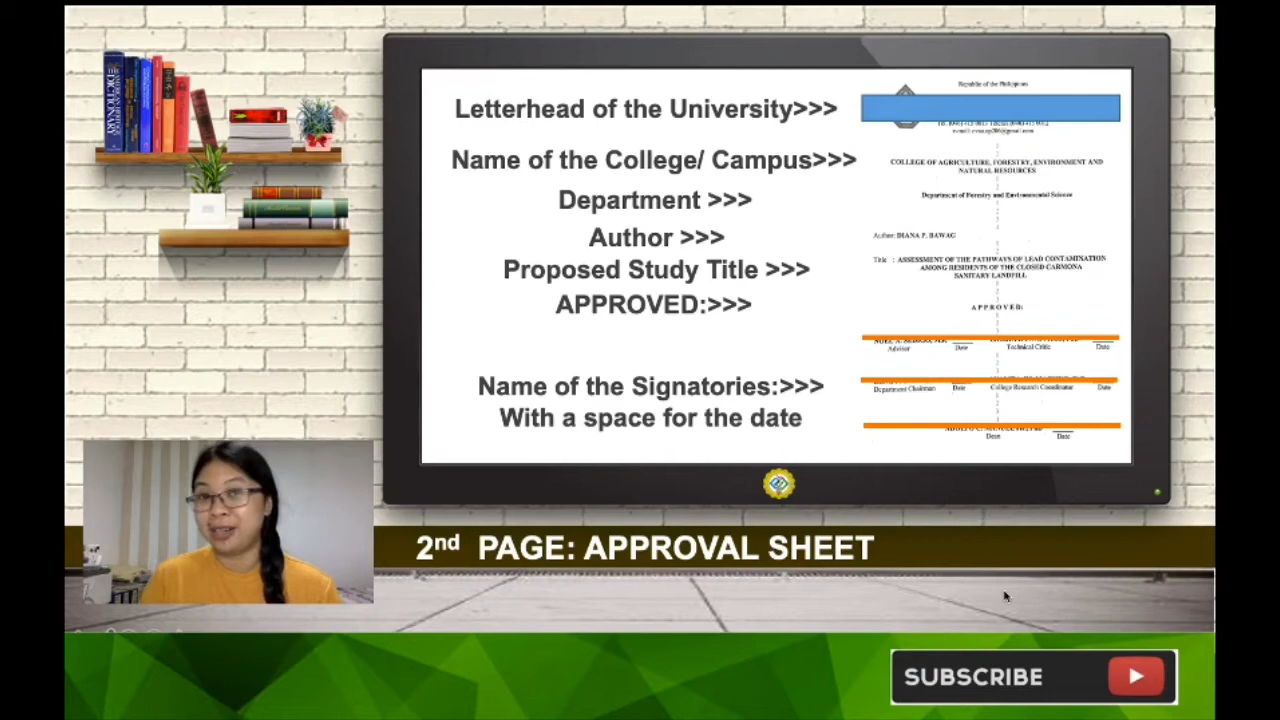 AMERICAN HERITAGE
DICTIONARY
Letterhead of the University>>>
Name of the College/ Campus>>>
Department >>>
Author >>>
Proposed Study Title >>>
APPROVED:>>>
Name of the Signatories:>>>
With a space for the date
Republic of the Philippines
COLLEGE OF AGRICULTURE, FORESTRY, ENVIRONMENT AND
NATURAL RESOURCES
Department of Forestry and Environmental Science
Author: DIANA P. BAWAG
Title : ASSESSMENT OF THE PATHWAYS OF LEAD CONTAMINATION
AMONG RESIDENTS OF THE CLOSED CARMONA
SANITARY LANDFILL
APPROVED:
Advisor Date Technical Critic Date
Department Chairman Date College Research Coordinator Date
Dean Date
2nd PAGE: APPROVAL SHEET
SUBSCRIBE